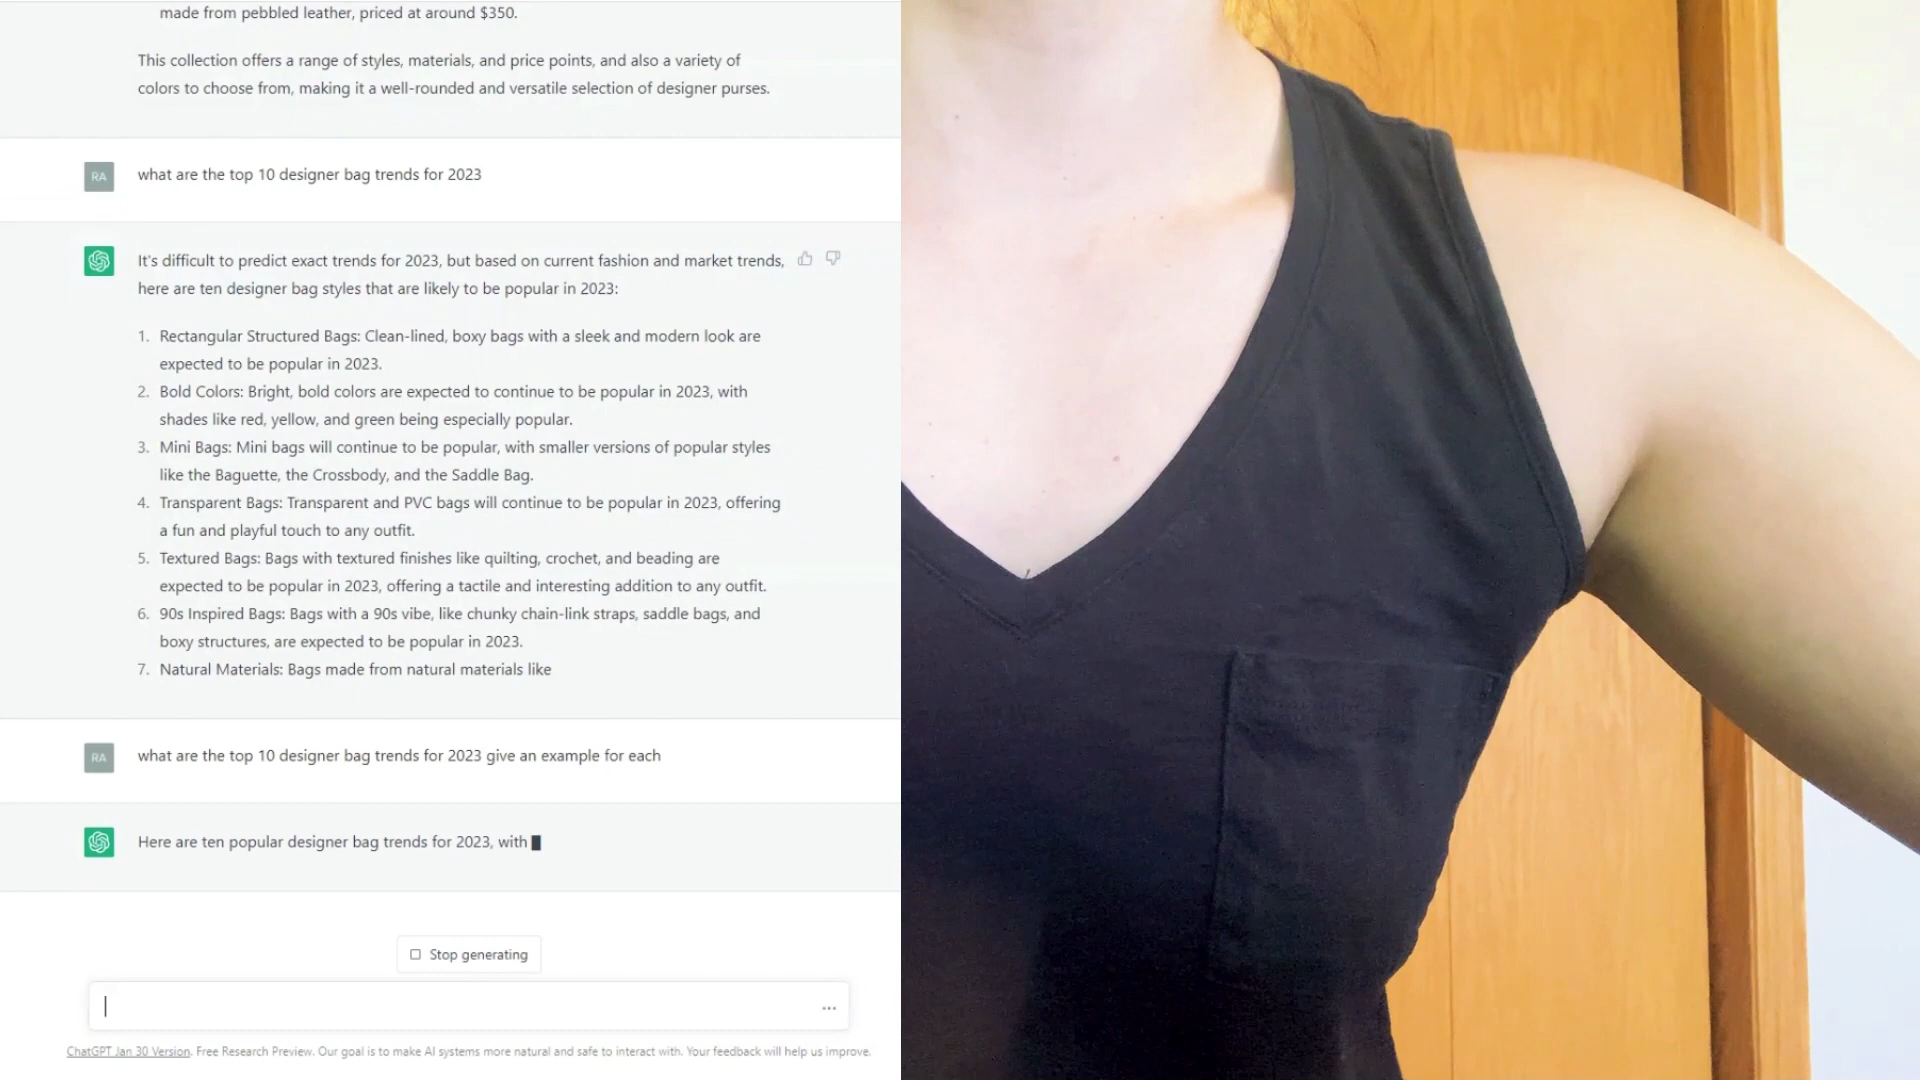 made from pebbled leather, priced at around $350.
This collection offers a range of styles, materials, and price points, and also a variety of
colors to choose from, making it a well-rounded and versatile selection of designer purses.
RA
what are the top 10 designer bag trends for 2023
It's difficult to predict exact trends for 2023, but based on current fashion and market trends,
here are ten designer bag styles that are likely to be popular in 2023:
1. Rectangular Structured Bags: Clean-lined, boxy bags with a sleek and modern look are
expected to be popular in 2023.
2. Bold Colors: Bright, bold colors are expected to continue to be popular in 2023, with
shades like red, yellow, and green being especially popular.
3. Mini Bags: Mini bags will continue to be popular, with smaller versions of popular styles
like the Baguette, the Crossbody, and the Saddle Bag.
4. Transparent Bags: Transparent and PVC bags will continue to be popular in 2023, offering
a fun and playful touch to any outfit.
5. Textured Bags: Bags with textured finishes like quilting, crochet, and beading are
expected to be popular in 2023, offering a tactile and interesting addition to any outfit.
6. 90s Inspired Bags: Bags with a 90s vibe, like chunky chain-link straps, saddle bags, and
boxy structures, are expected to be popular in 2023.
7. Natural Materials: Bags made from natural materials like
RA
what are the top 10 designer bag trends for 2023 give an example for each
Here are ten popular designer bag trends for 2023, with
Stop generating
ChatGPT Jan 30 Version. Free Research Preview. Our goal is to make AI systems more natural and safe to interact with. Your feedback will help us improve.